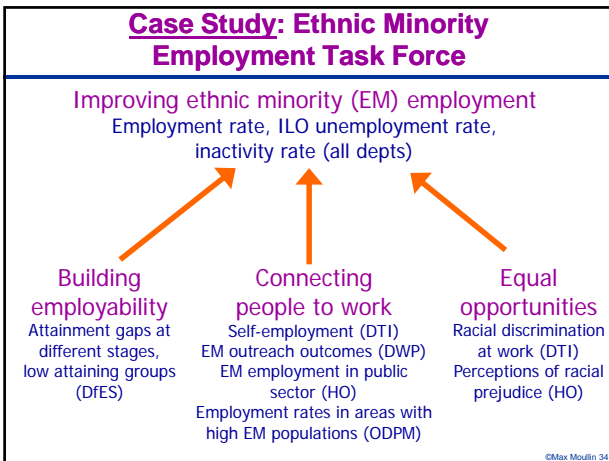 Case Study: Ethnic Minority
Employment Task Force
Improving ethnic minority (EM) employment
Employment rate, ILO unemployment rate,
inactivity rate (all depts)
Building
employability
Attainment gaps at
different stages,
low attaining groups
(DfES)
Connecting
people to work
Self-employment (DTI)
EM outreach outcomes (DWP)
EM employment in public
sector (HO)
Employment rates in areas with
high EM populations (ODPM)
Equal
opportunities
Racial discrimination
at work (DTI)
Perceptions of racial
prejudice (HO)
©Max Moullin 34